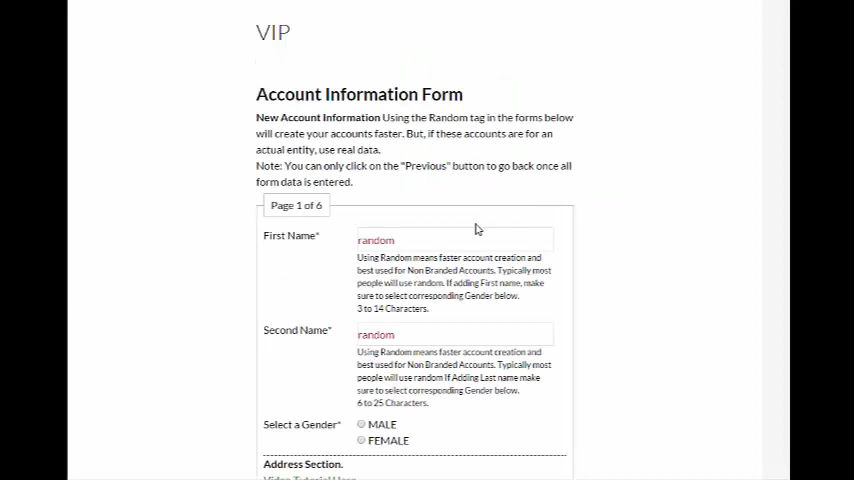 VIP
Account Information Form
New Account Information Using the Random tag in the forms below
will create your accounts faster. But, if these accounts are for an
actual entity, use real data.
Note: You can only click on the "Previous" button to go back once all
form data is entered.
Page 1 of 6
First Name*
random
Using Random means faster account creation and
best used for Non Branded Accounts. Typically most
people will use random. If adding First name, make
sure to select corresponding Gender below.
3 to 14 Characters.
Second Name*
random
Using Random means faster account creation and
best used for Non Branded Accounts. Typically most
people will use random If Adding Last name make
sure to select corresponding Gender below.
6 to 25 Characters.
Select a Gender*
MALE
FEMALE
Address Section.
Video Tutorial Here